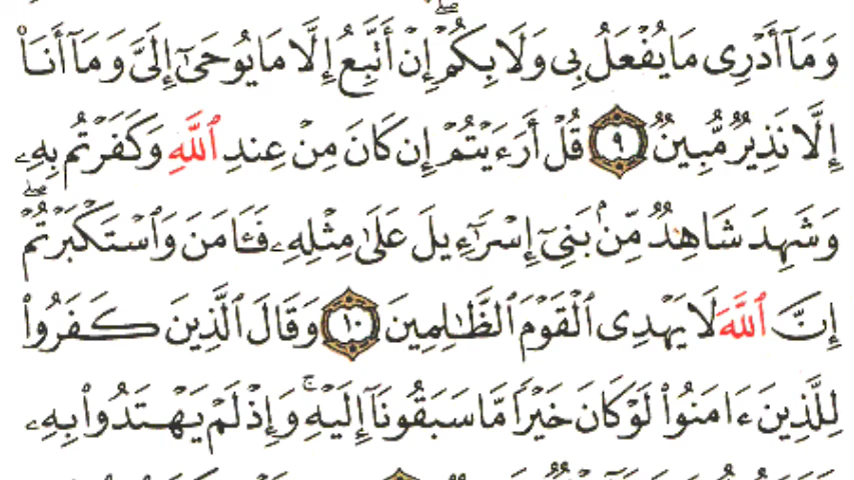 وَمَآ أَدْرِى مَا يُفْعَلُ بِى وَلَا بِكُمْ ۖ إِنْ أَتَّبِعُ إِلَّا مَا يُوحَىٰٓ إِلَىَّ وَمَآ أَنَا۠
إِلَّا نَذِيرٌ مُّبِينٌ ٩ قُلْ أَرَءَيْتُمْ إِن كَانَ مِنْ عِندِ ٱللَّهِ وَكَفَرْتُم بِهِۦ
وَشَهِدَ شَاهِدٌ مِّنۢ بَنِىٓ إِسْرَٰٓءِيلَ عَلَىٰ مِثْلِهِۦ فَـَٔامَنَ وَٱسْتَكْبَرْتُمْ ۖ
إِنَّ ٱللَّهَ لَا يَهْدِى ٱلْقَوْمَ ٱلظَّـٰلِمِينَ ١٠ وَقَالَ ٱلَّذِينَ كَفَرُوا۟
لِلَّذِينَ ءَامَنُوا۟ لَوْ كَانَ خَيْرًا مَّا سَبَقُونَآ إِلَيْهِ ۚ وَإِذْ لَمْ يَهْتَدُوا۟ بِهِۦ